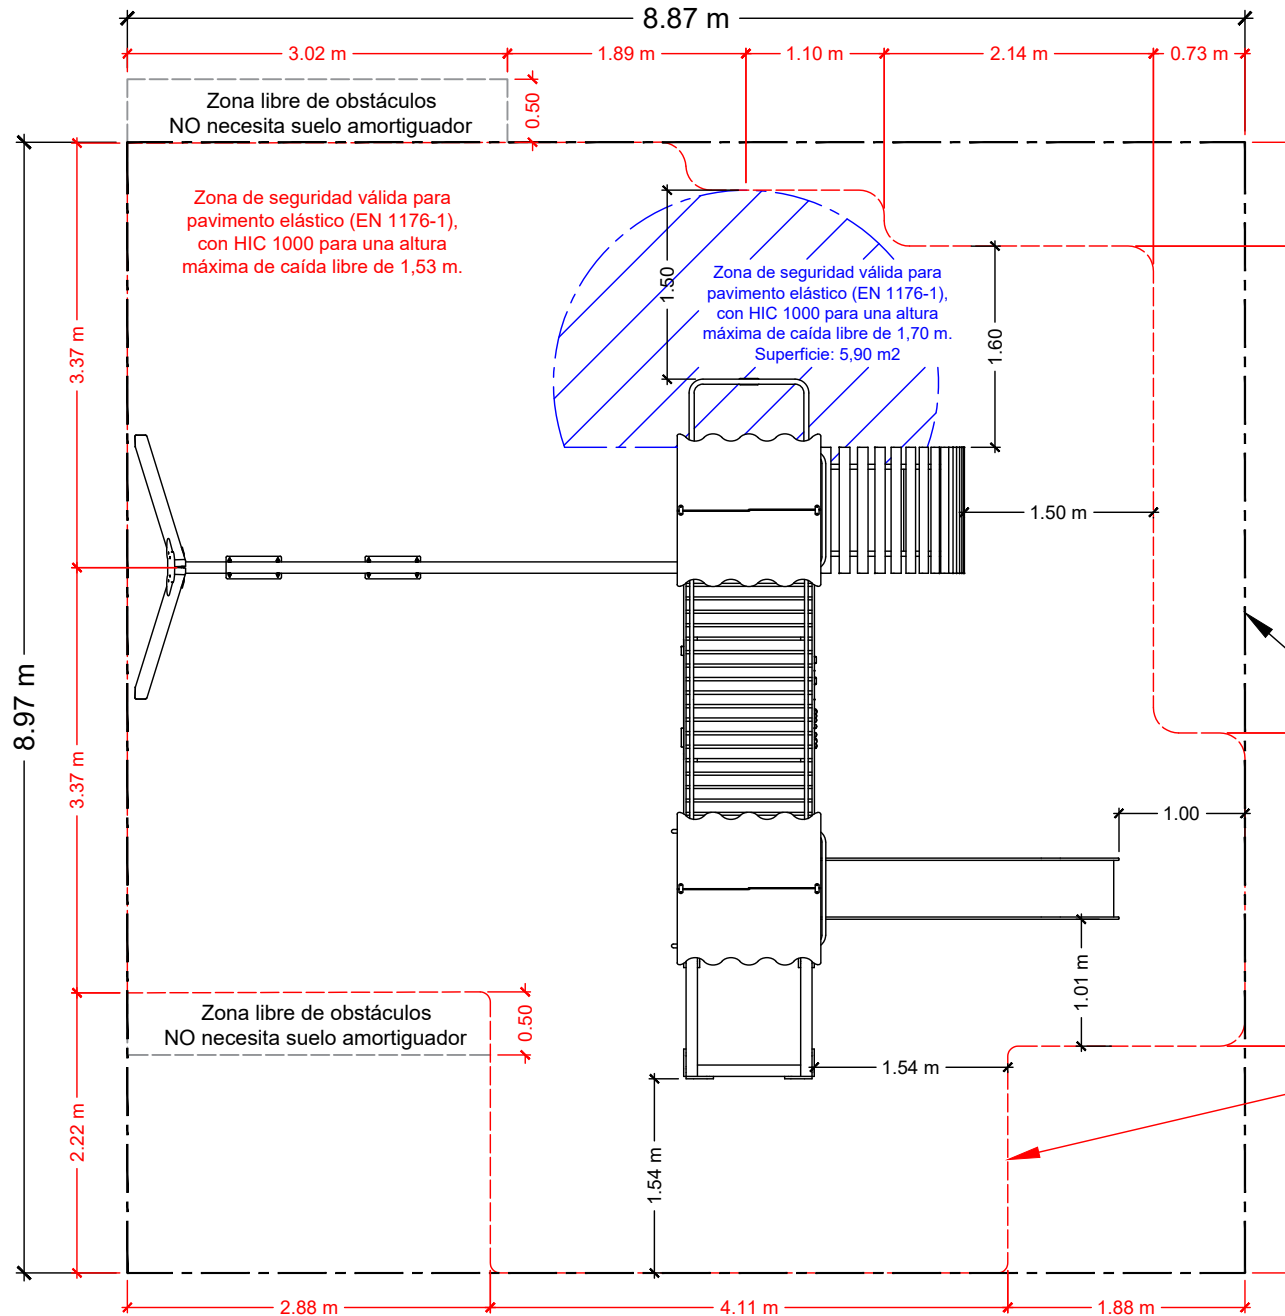 8.87 m
3.02 m
1.89 m
1.10 m
2.14 m
0.73 m
Zona libre de obstáculos
NO necesita suelo amortiguador
0.50
Zona de seguridad válida para
pavimento elástico (EN 1176-1),
con HIC 1000 para una altura
máxima de caída libre de 1,53 m.
1.50
Zona de seguridad válida para
pavimento elástico (EN 1176-1),
con HIC 1000 para una altura
máxima de caída libre de 1,70 m.
Superficie: 5,90 m2
1.60
3.37 m
1.50 m
8.97 m
3.37 m
1.00
1.01 m
Zona libre de obstáculos
NO necesita suelo amortiguador
0.50
1.54 m
2.22 m
1.54 m
2.88 m
4.11 m
1.88 m